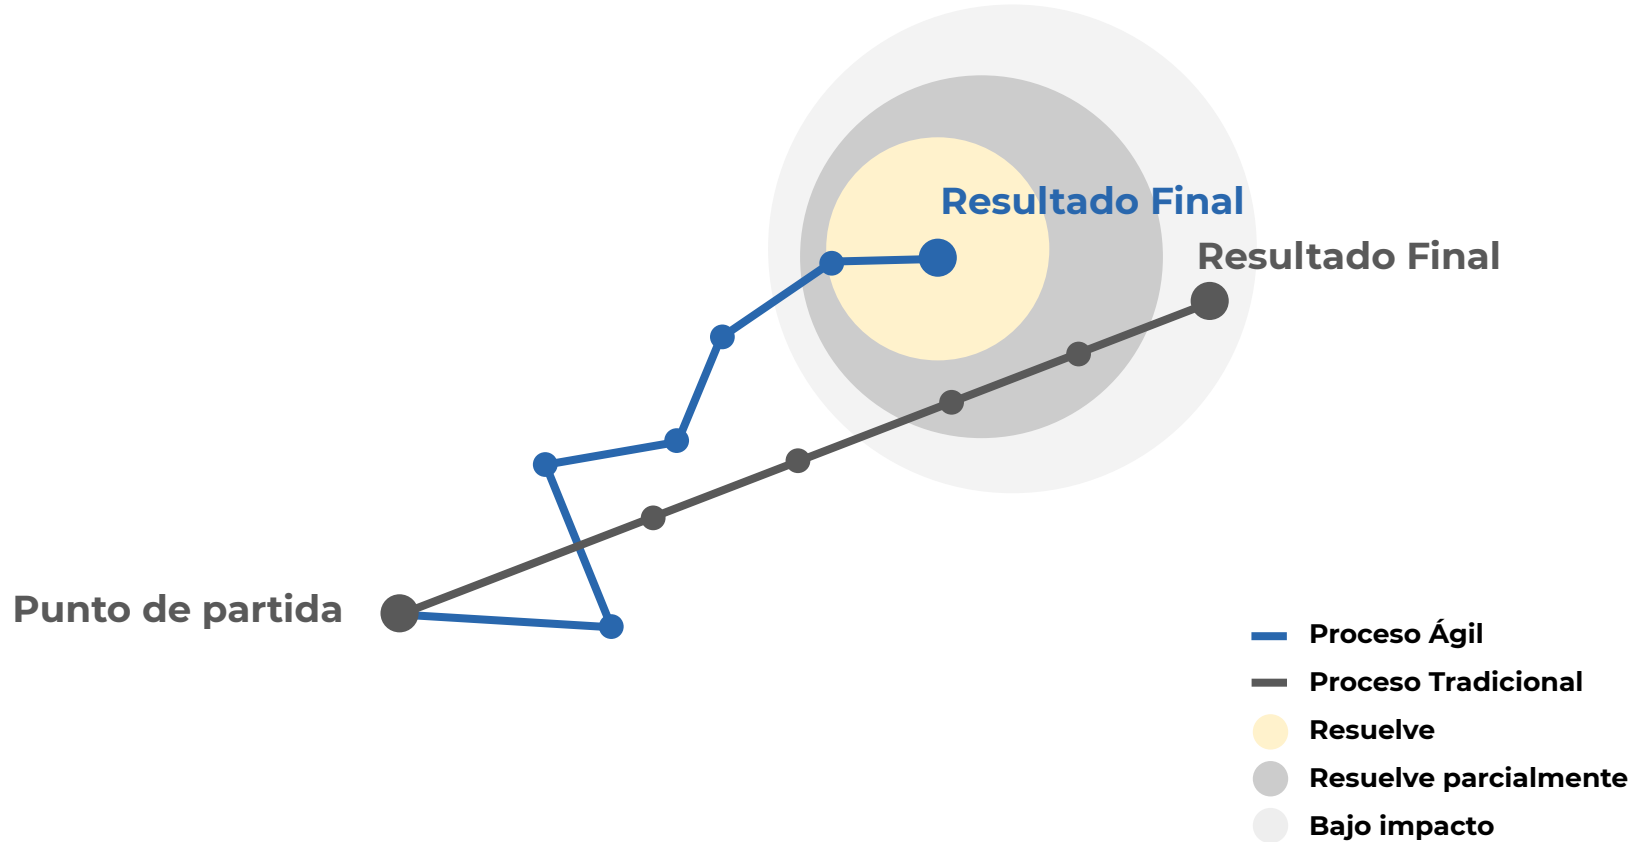 Resultado Final
Resultado Final
Punto de partida
Proceso Ágil
Proceso Tradicional
Resuelve
Resuelve parcialmente
Bajo impacto